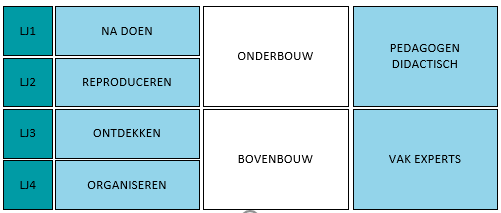 LJ1
NA DOEN
LJ2
REPRODUCEREN
ONDERBOUW
PEDAGOGEN
DIDACTISCH
LJ3
ONTDEKKEN
LJ4
ORGANISEREN
BOVENBOUW
VAK EXPERTS